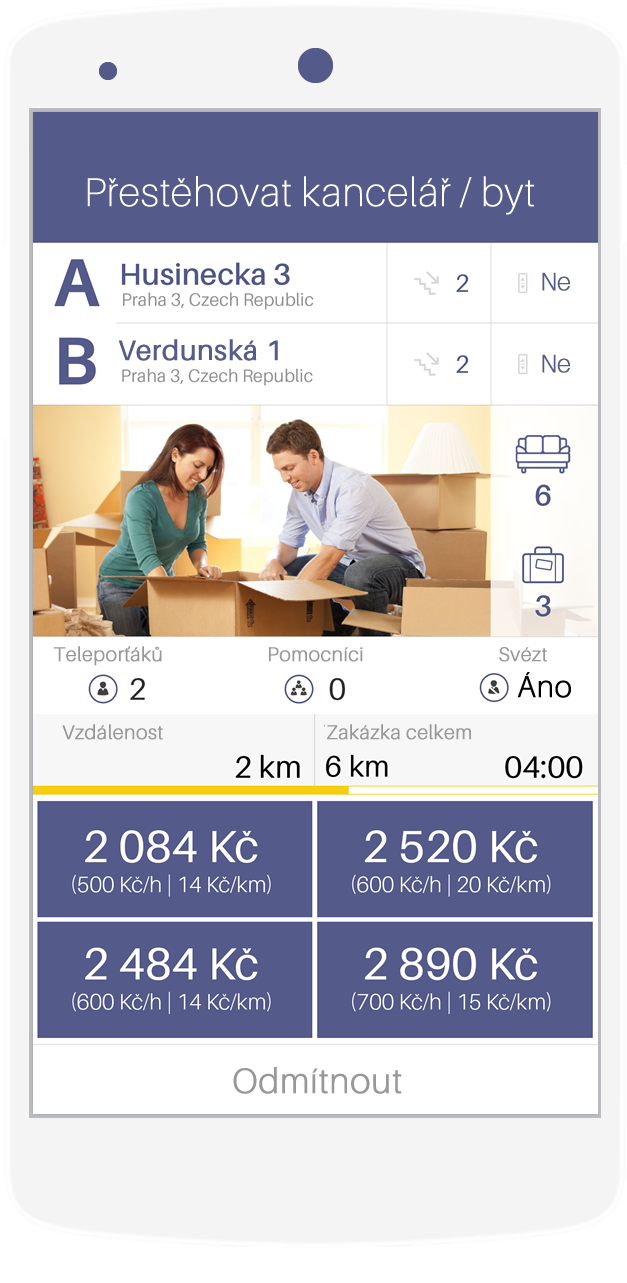 Přestěhovat kancelář / byt
A Husinecka 3 2 Ne
Praha 3, Czech Republic
B Verdunská 1 2 Ne
Praha 3, Czech Republic
6
3
Teleporťáků Pomocníci Svézt
2 0 Áno
Vzdálenost Zakázka celkem
2 km 6 km 04:00
2 084 Kč 2 520 Kč
(500 Kč/h | 14 Kč/km) (600 Kč/h | 20 Kč/km)
2 484 Kč 2 890 Kč
(600 Kč/h | 14 Kč/km) (700 Kč/h | 15 Kč/km)
Odmítnout